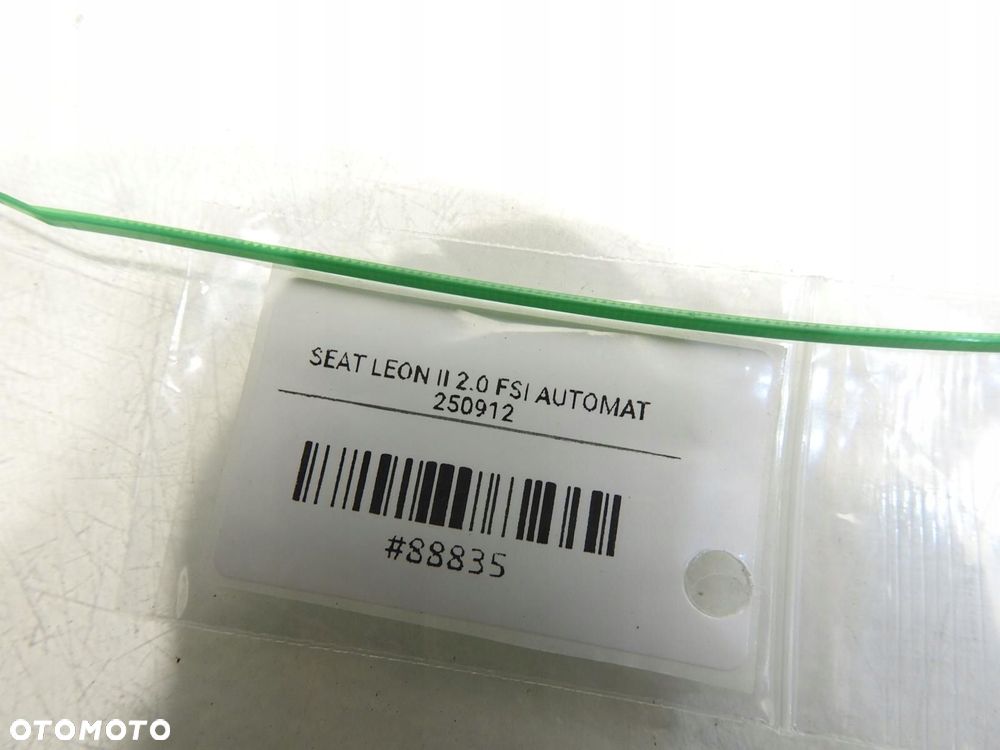 SEAT LEON II 2.0 FSI AUTOMAT
250912
#88835
OTOMOTO